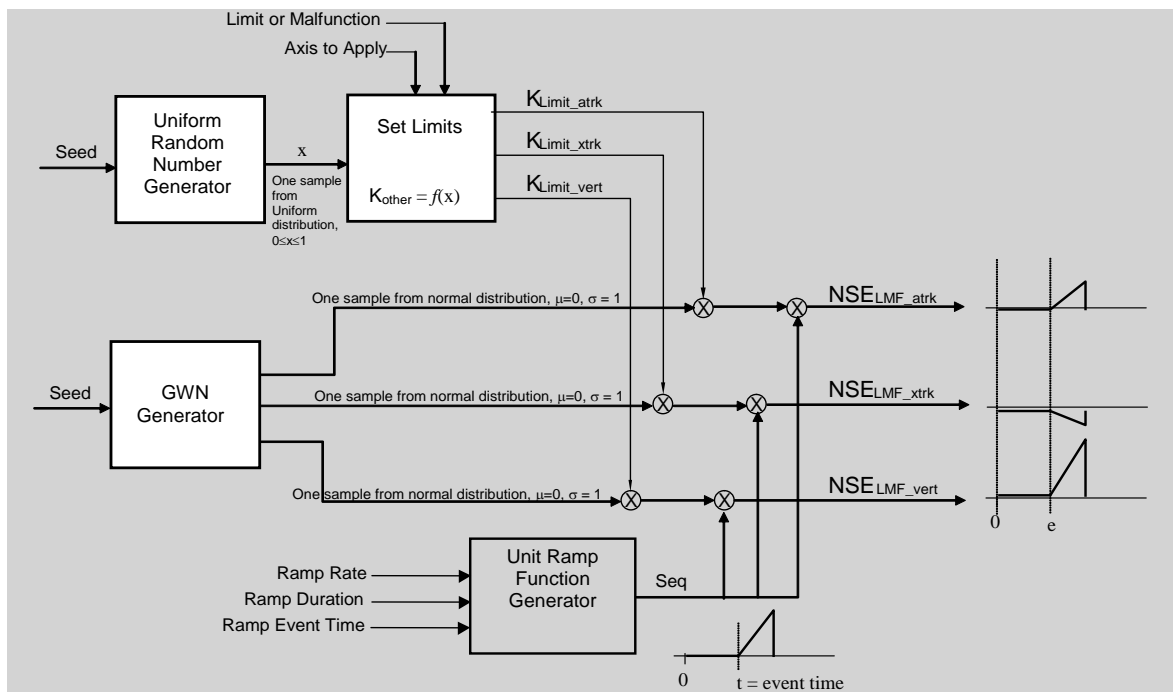 Limit or Malfunction
Axis to Apply
Seed
Uniform
Random
Number
Generator
x
One sample
from
Uniform
distribution,
0≤x≤1
Set Limits
Kother = f(x)
KLimit_atrk
KLimit_xtrk
KLimit_vert
One sample from normal distribution, μ=0, σ = 1
X
X
NSELMF_atrk
Seed
GWN
Generator
One sample from normal distribution, μ=0, σ = 1
X
X
NSELMF_xtrk
One sample from normal distribution, μ=0, σ = 1
X
X
NSELMF_vert
0
e
Ramp Rate
Ramp Duration
Ramp Event Time
Unit Ramp
Function
Generator
Seq
0
t = event time